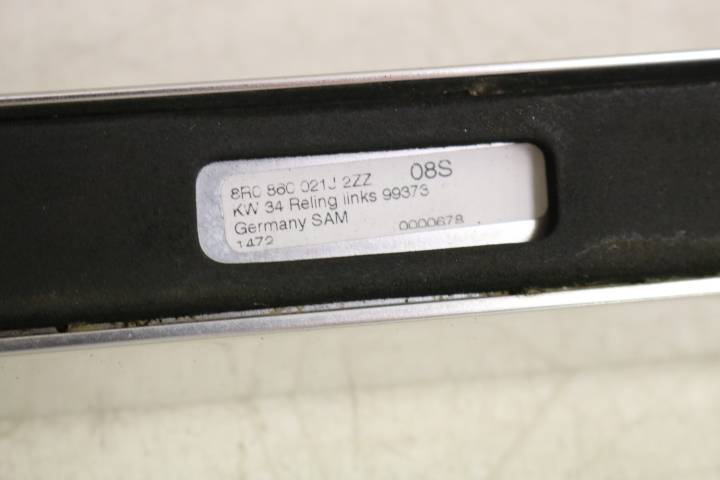 8R0 860 021J 2ZZ 08S
KW 34 Reling links 99373
Germany SAM 0000678
1472